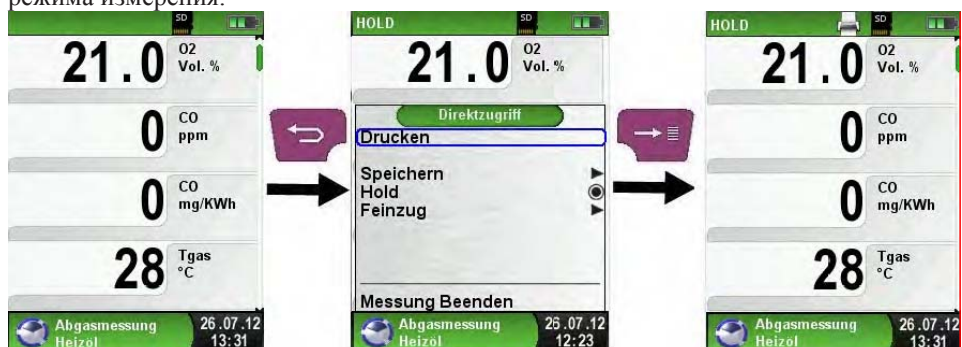 режима измерения.
SD
21.0 O2 Vol. %
0 CO ppm
0 CO mg/KWh
28 Tgas °C
Abgasmessung 26.07.12
Heizöl 13:31
HOLD SD
21.0 O2 Vol. %
Direktzugriff
Drucken
Speichern
Hold
Feinzug
Messung Beenden
Abgasmessung 26.07.12
Heizöl 12:23
HOLD SD
21.0 O2 Vol. %
0 CO ppm
0 CO mg/KWh
28 Tgas °C
Abgasmessung 26.07.12
Heizöl 13:31